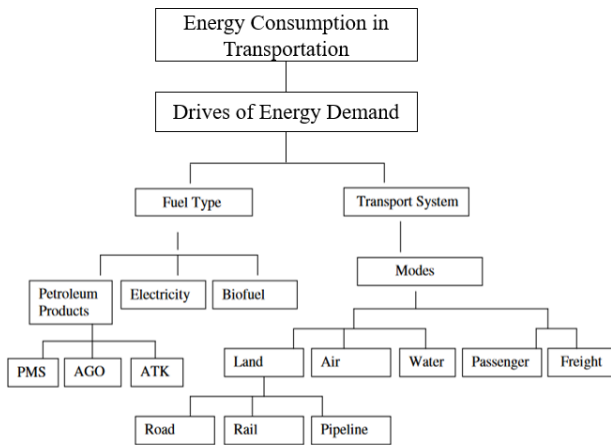 Energy Consumption in
Transportation
Drives of Energy Demand
Fuel Type
Transport System
Modes
Petroleum
Products
Electricity
Biofuel
PMS
AGO
ATK
Land
Air
Water
Passenger
Freight
Road
Rail
Pipeline